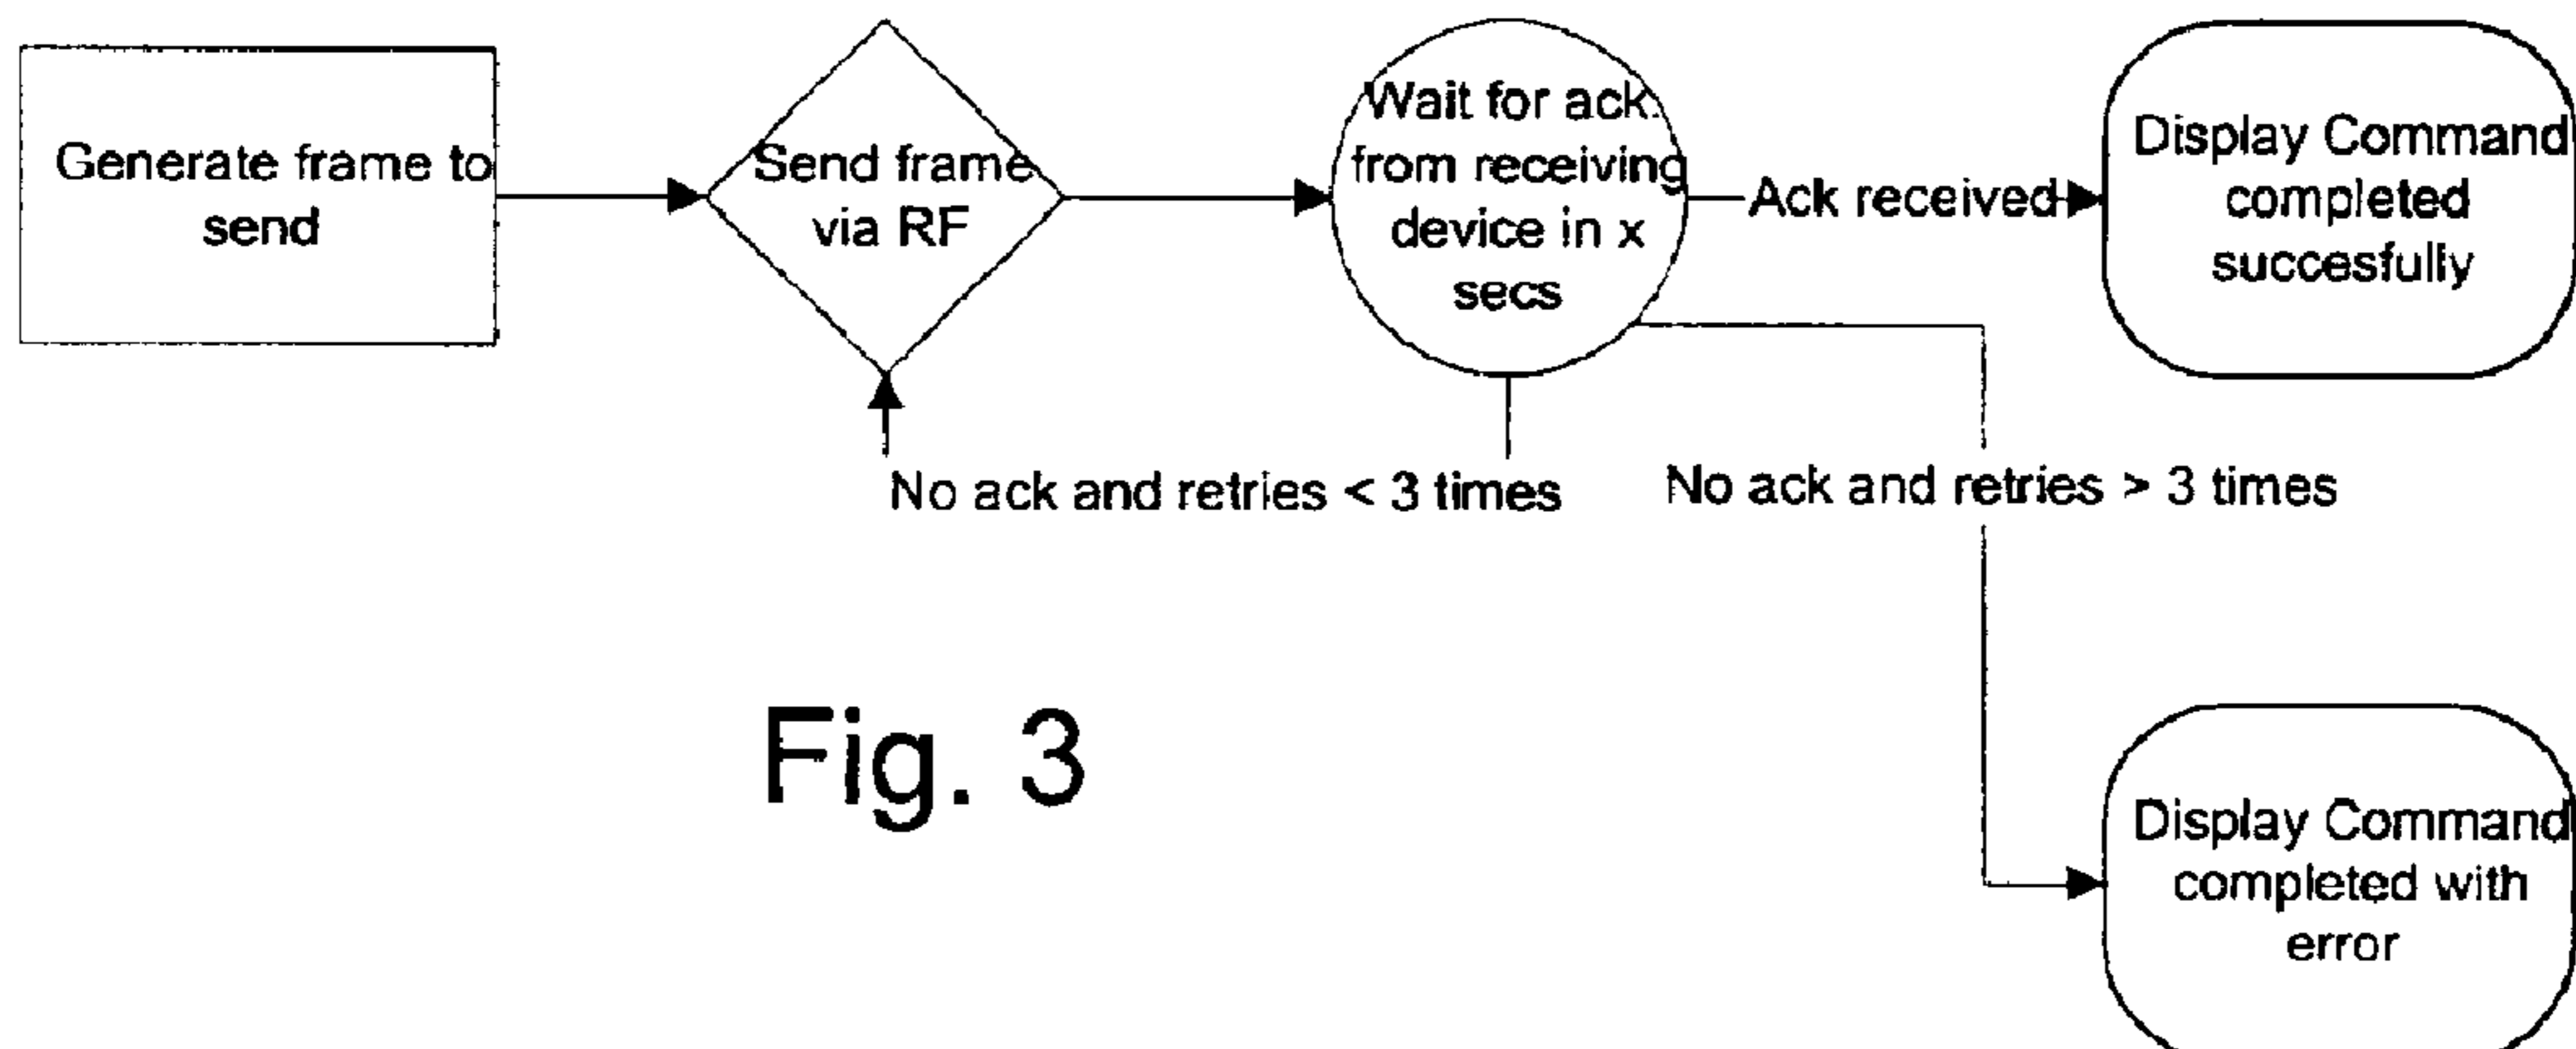 Generate frame to
send
Send frame
via RF
Wait for ack.
from receiving
device in x
secs
Ack received
Display Command
completed
succesfully
No ack and retries < 3 times
No ack and retries > 3 times
Fig. 3
Display Command
completed with
error